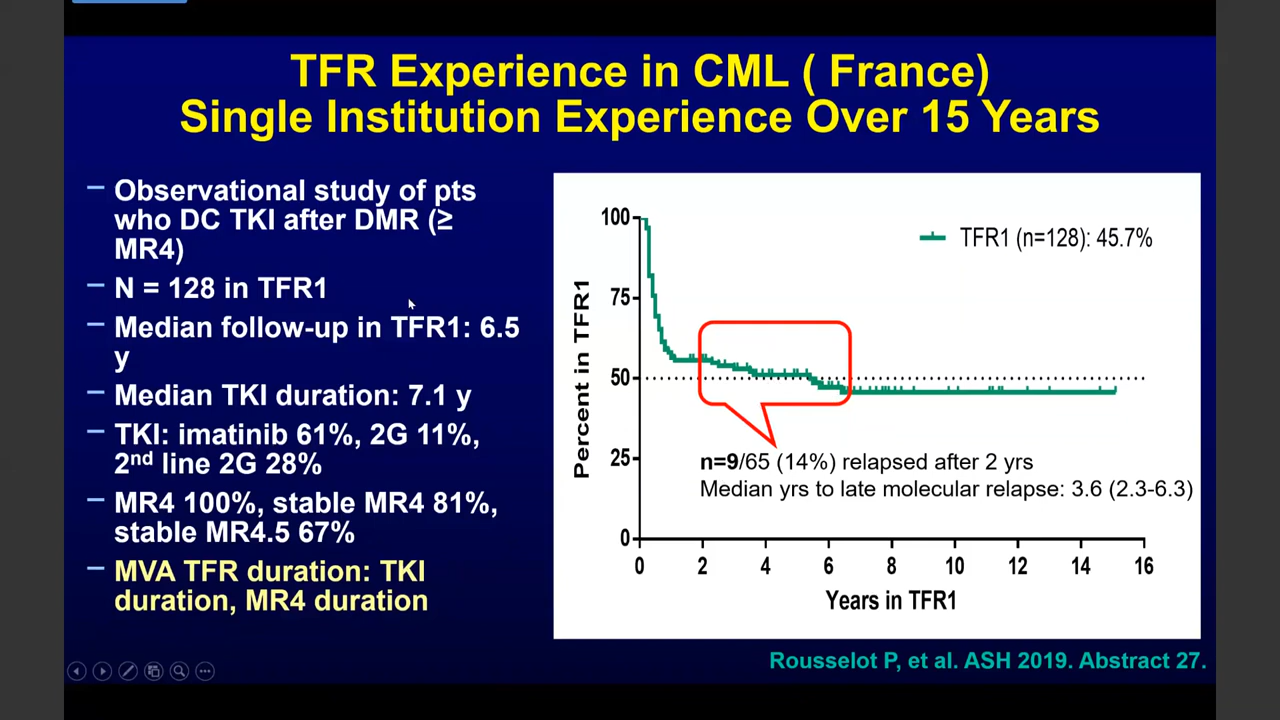 TFR Experience in CML ( France)
Single Institution Experience Over 15 Years
– Observational study of pts
who DC TKI after DMR (≥
MR4)
– N = 128 in TFR1
– Median follow-up in TFR1: 6.5
y
– Median TKI duration: 7.1 y
– TKI: imatinib 61%, 2G 11%,
2nd line 2G 28%
– MR4 100%, stable MR4 81%,
stable MR4.5 67%
– MVA TFR duration: TKI
duration, MR4 duration
Percent in TFR1
100
75
50
25
0
TFR1 (n=128): 45.7%
n=9/65 (14%) relapsed after 2 yrs
Median yrs to late molecular relapse: 3.6 (2.3-6.3)
0 2 4 6 8 10 12 14 16
Years in TFR1
Rousselot P, et al. ASH 2019. Abstract 27.